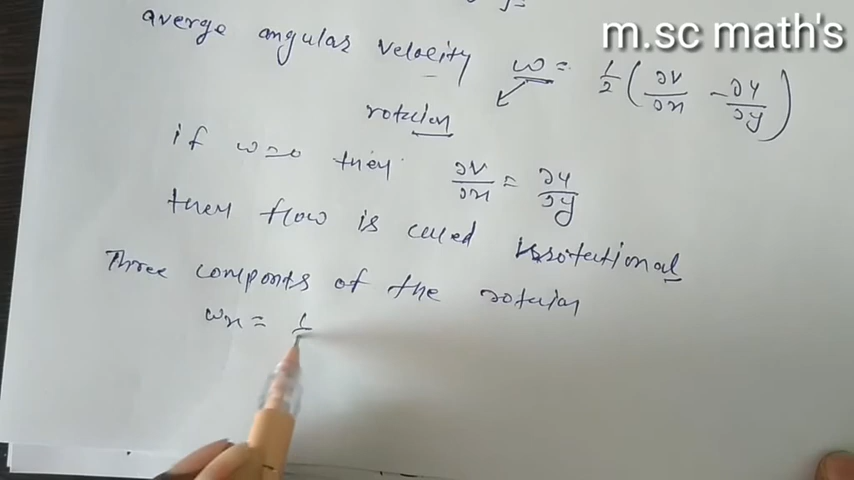 m.sc math's
averge angular velocity ω = 1/2 (∂v/∂x - ∂u/∂y)
rotation
if ω=0 then ∂v/∂x = ∂u/∂y
then flow is called irrotational
Three componts of the rotation
ωx = 1